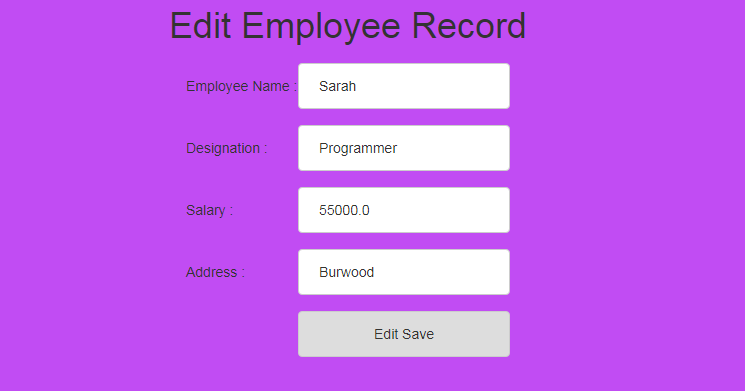 Edit Employee Record
Employee Name : Sarah
Designation : Programmer
Salary : 55000.0
Address : Burwood
Edit Save